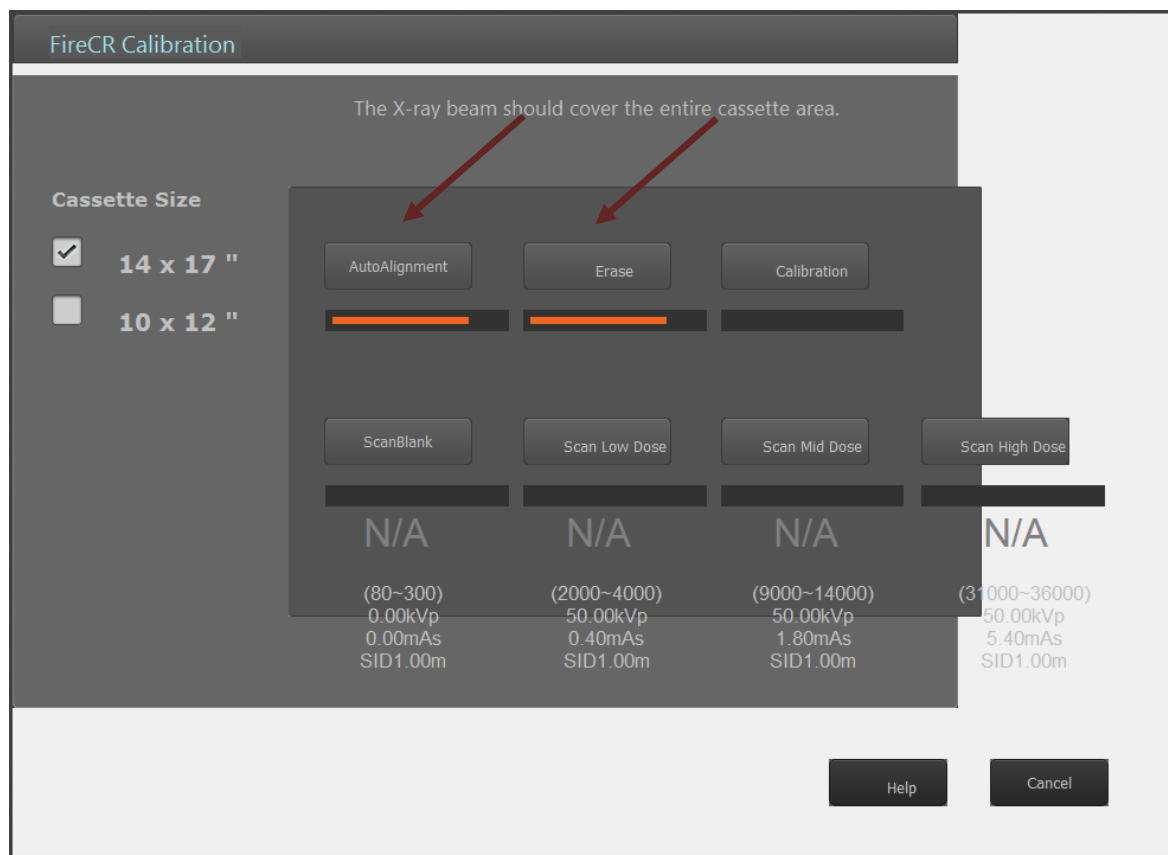 FireCR Calibration
The X-ray beam should cover the entire cassette area.
Cassette Size
14 x 17 "
10 x 12 "
AutoAlignment Erase Calibration
ScanBlank Scan Low Dose Scan Mid Dose Scan High Dose
N/A N/A N/A N/A
(80~300) (2000~4000) (9000~14000) (31000~36000)
0.00kVp 50.00kVp 50.00kVp 50.00kVp
0.00mAs 0.40mAs 1.80mAs 5.40mAs
SID1.00m SID1.00m SID1.00m SID1.00m
Help Cancel